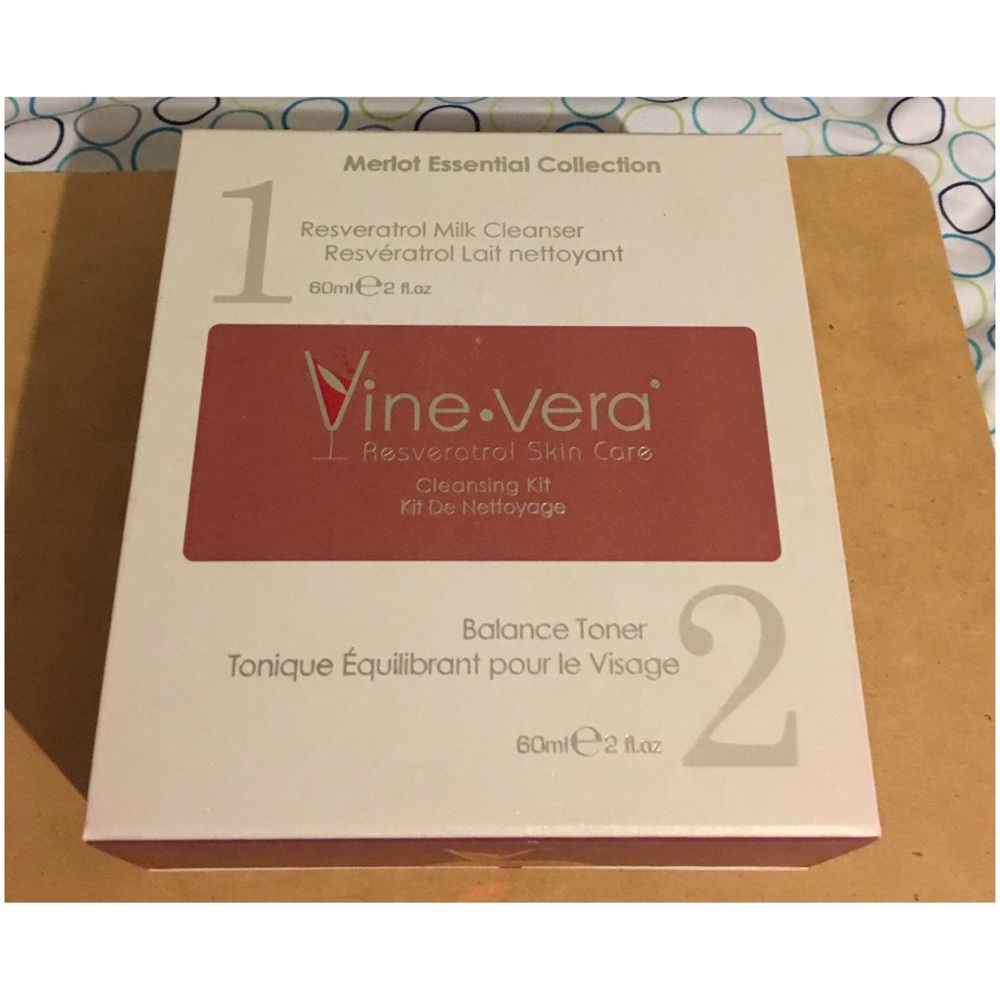 Merlot Essential Collection
1
Resveratrol Milk Cleanser
Resvératrol Lait nettoyant
60ml℮2 fl.oz
Vine•vera®
Resveratrol Skin Care
Cleansing Kit
Kit De Nettoyage
Balance Toner
Tonique Équilibrant pour le Visage
2
60ml℮2 fl.oz